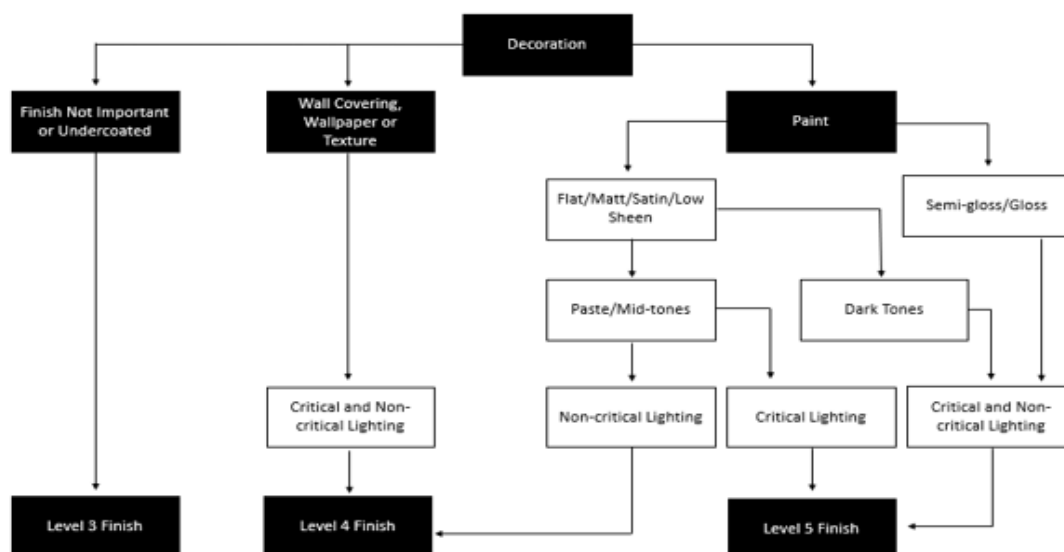 Decoration
Finish Not Important
or Undercoated
Wall Covering,
Wallpaper or
Texture
Paint
Flat/Matt/Satin/Low
Sheen
Semi-gloss/Gloss
Paste/Mid-tones
Dark Tones
Critical and Non-
critical Lighting
Non-critical Lighting
Critical Lighting
Critical and Non-
critical Lighting
Level 3 Finish
Level 4 Finish
Level 5 Finish